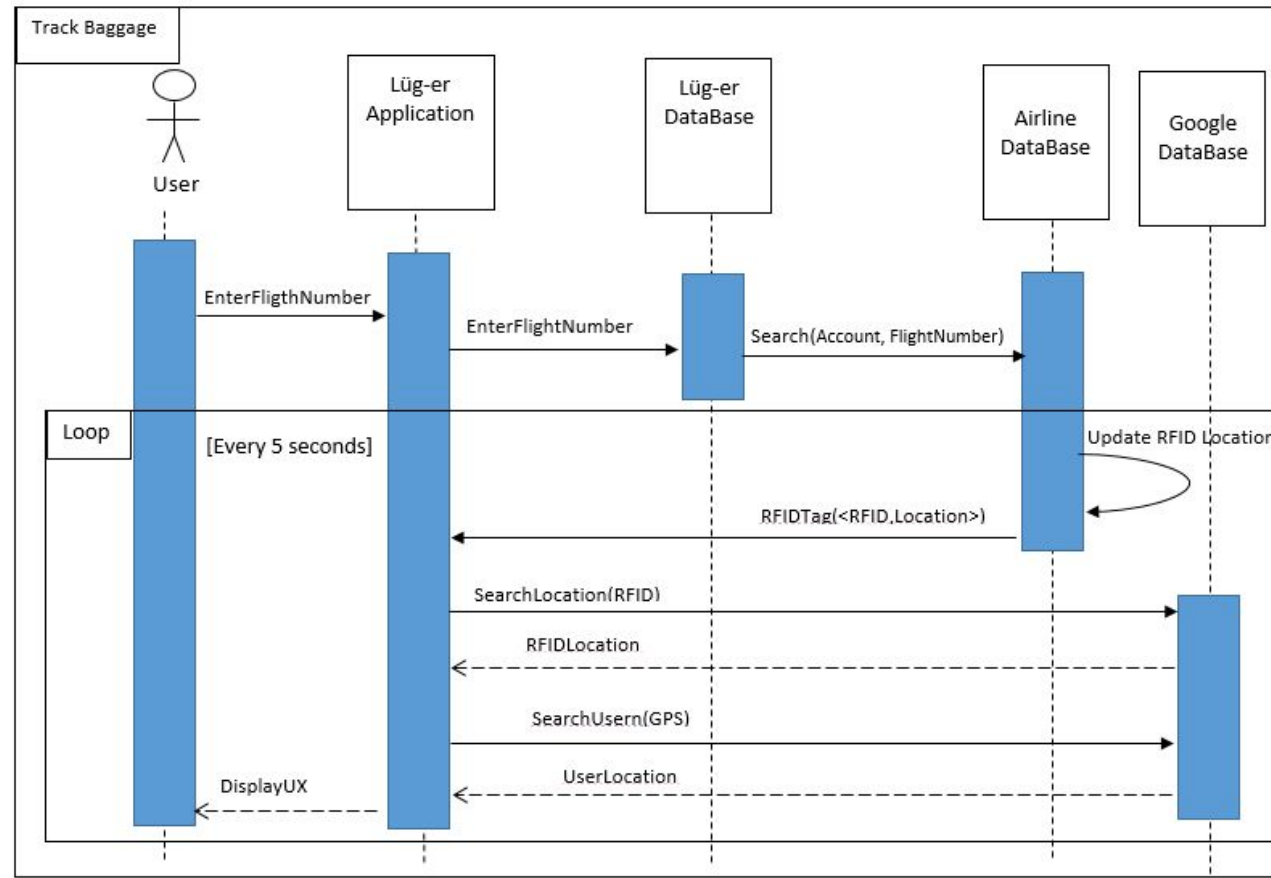 Track Baggage
User
Lüg-er
Application
Lüg-er
DataBase
Airline
DataBase
Google
DataBase
EnterFligthNumber
EnterFlightNumber
Search(Account, FlightNumber)
Loop
[Every 5 seconds]
Update RFID Location
RFIDTag(<RFID,Location>)
SearchLocation(RFID)
RFIDLocation
SearchUsern(GPS)
UserLocation
DisplayUX